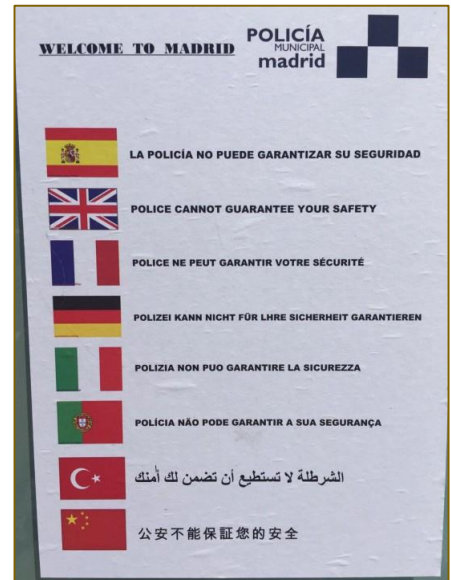 WELCOME TO MADRID
POLICÍA
MUNICIPAL
madrid
LA POLICÍA NO PUEDE GARANTIZAR SU SEGURIDAD
POLICE CANNOT GUARANTEE YOUR SAFETY
POLICE NE PEUT GARANTIR VOTRE SÉCURITÉ
POLIZEI KANN NICHT FÜR LHRE SICHERHEIT GARANTIEREN
POLIZIA NON PUO GARANTIRE LA SICUREZZA
POLÍCIA NÃO PODE GARANTIR A SUA SEGURANÇA
الشرطلة لا تستطيع أن تضمن لك أمنك
公安不能保証您的安全